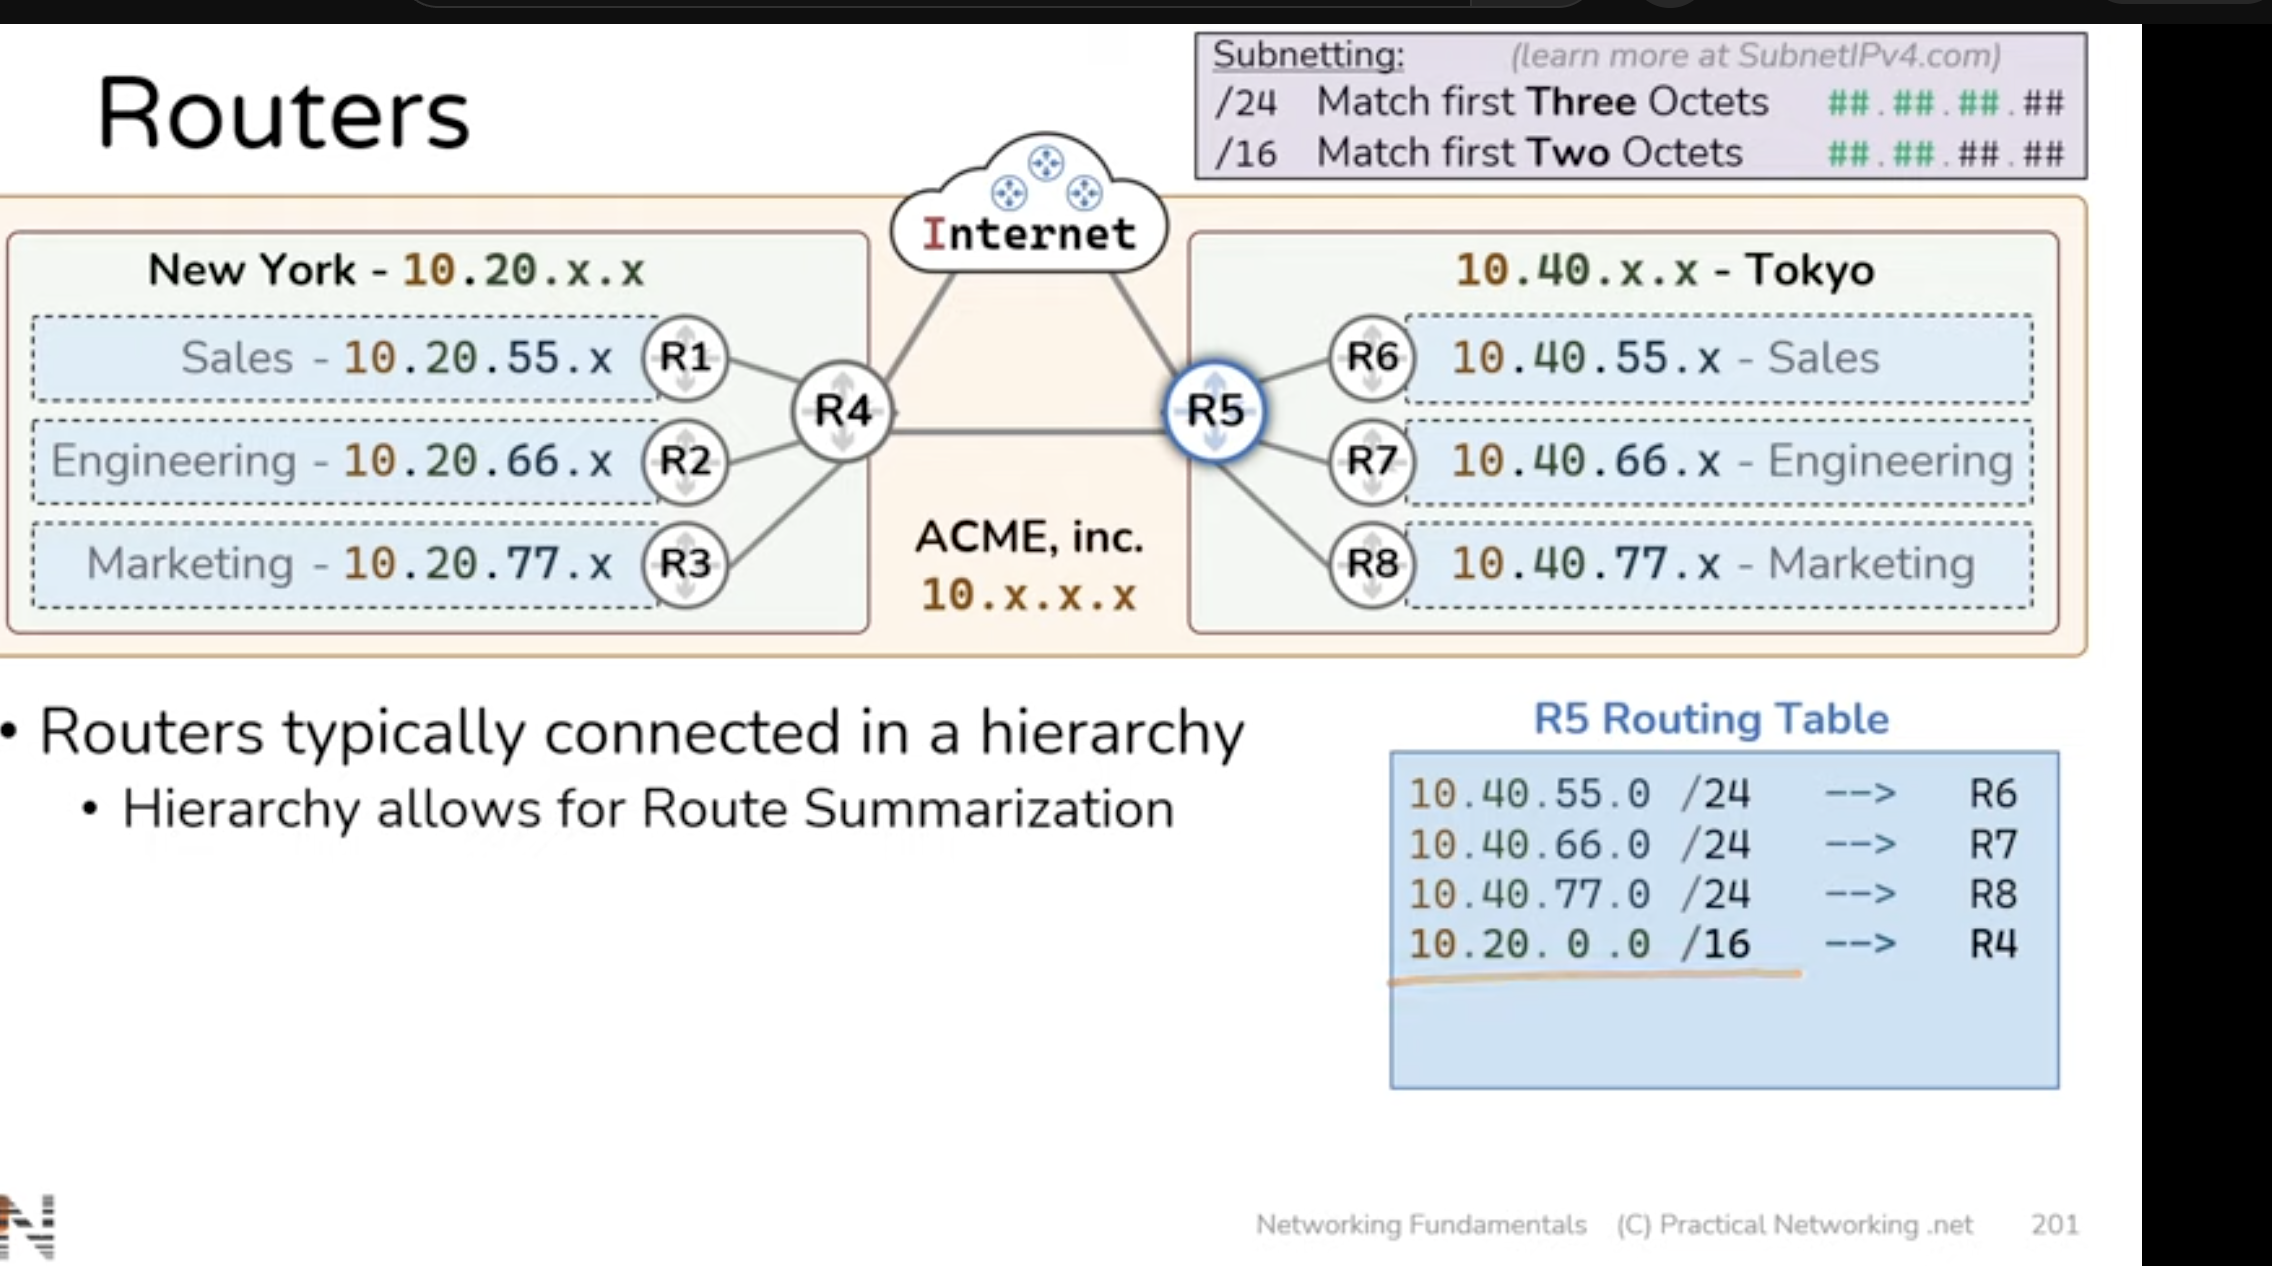 Routers
Subnetting: (learn more at SubnetIPv4.com)
/24 Match first Three Octets ##.##.##.##
/16 Match first Two Octets ##.##.##.##
Internet
New York - 10.20.x.x
Sales - 10.20.55.x R1
Engineering - 10.20.66.x R2
Marketing - 10.20.77.x R3
R4
ACME, inc.
10.x.x.x
R5
10.40.x.x - Tokyo
R6 10.40.55.x - Sales
R7 10.40.66.x - Engineering
R8 10.40.77.x - Marketing
• Routers typically connected in a hierarchy
• Hierarchy allows for Route Summarization
R5 Routing Table
10.40.55.0 /24 --> R6
10.40.66.0 /24 --> R7
10.40.77.0 /24 --> R8
10.20. 0 .0 /16 --> R4
N
Networking Fundamentals (C) Practical Networking .net 201